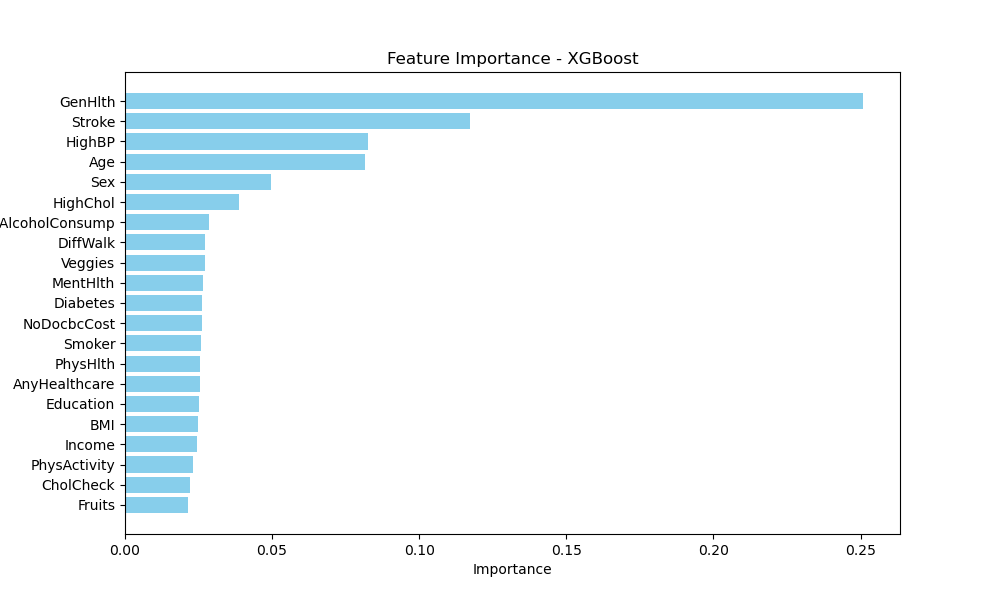 Feature Importance - XGBoost
GenHlth
Stroke
HighBP
Age
Sex
HighChol
AlcoholConsump
DiffWalk
Veggies
MentHlth
Diabetes
NoDocbcCost
Smoker
PhysHlth
AnyHealthcare
Education
BMI
Income
PhysActivity
CholCheck
Fruits
0.00 0.05 0.10 0.15 0.20 0.25
Importance